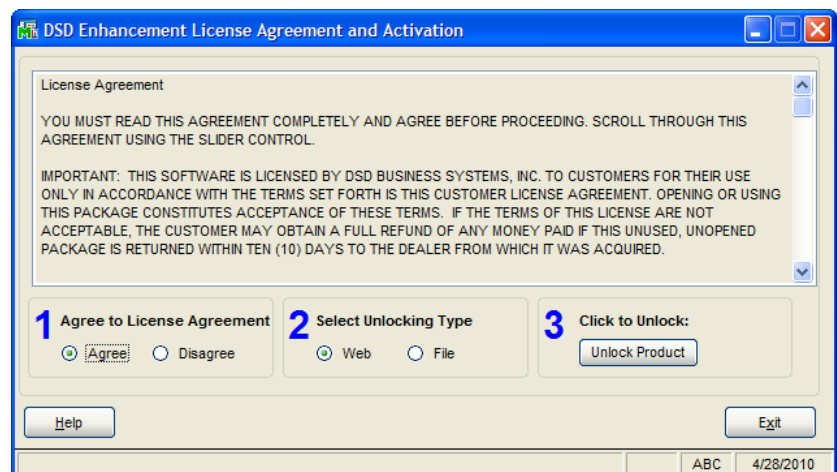 DSD Enhancement License Agreement and Activation
License Agreement
YOU MUST READ THIS AGREEMENT COMPLETELY AND AGREE BEFORE PROCEEDING. SCROLL THROUGH THIS
AGREEMENT USING THE SLIDER CONTROL.
IMPORTANT: THIS SOFTWARE IS LICENSED BY DSD BUSINESS SYSTEMS, INC. TO CUSTOMERS FOR THEIR USE
ONLY IN ACCORDANCE WITH THE TERMS SET FORTH IS THIS CUSTOMER LICENSE AGREEMENT. OPENING OR USING
THIS PACKAGE CONSTITUTES ACCEPTANCE OF THESE TERMS. IF THE TERMS OF THIS LICENSE ARE NOT
ACCEPTABLE, THE CUSTOMER MAY OBTAIN A FULL REFUND OF ANY MONEY PAID IF THIS UNUSED, UNOPENED
PACKAGE IS RETURNED WITHIN TEN (10) DAYS TO THE DEALER FROM WHICH IT WAS ACQUIRED.
1 Agree to License Agreement
Agree Disagree
2 Select Unlocking Type
Web File
3 Click to Unlock:
Unlock Product
Help Exit
ABC 4/28/2010